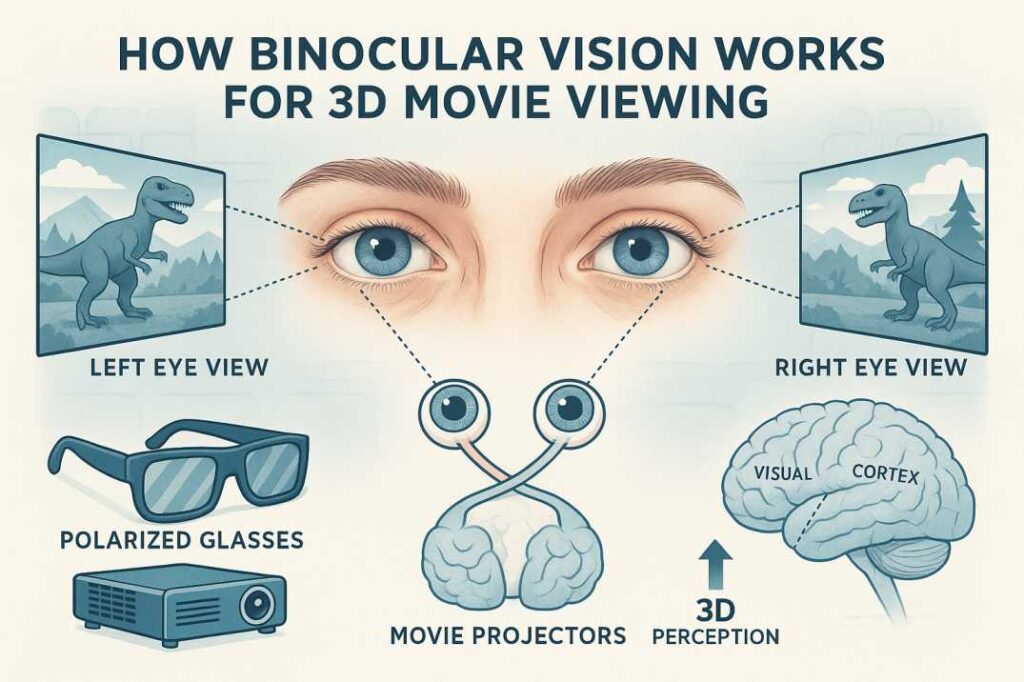 HOW BINOCULAR VISION WORKS
FOR 3D MOVIE VIEWING
LEFT EYE VIEW
RIGHT EYE VIEW
VISUAL CORTEX
POLARIZED GLASSES
3D
PERCEPTION
MOVIE PROJECTORS